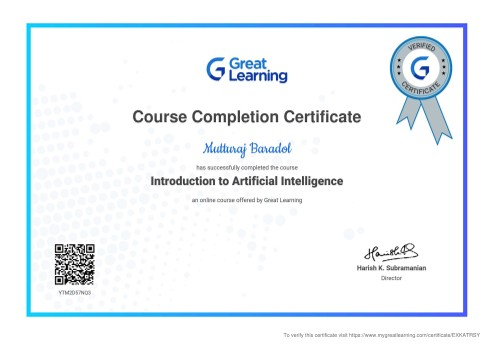 Great
Learning
VERIFIED
CERTIFICATE
Course Completion Certificate
Mutturaj Baradol
has successfully completed the course
Introduction to Artificial Intelligence
an online course offered by Great Learning
Harish K. Subramanian
Director
YTM2D57NGS
To verify this certificate visit https://www.mygreatlearning.com/certificate/EXKATRSY